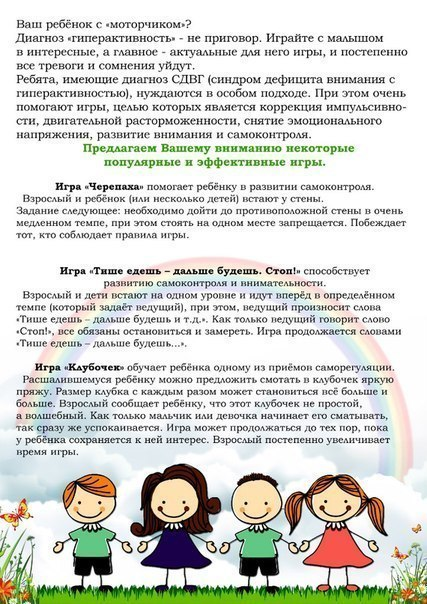 Ваш ребёнок с «моторчиком»?
Диагноз «гиперактивность» - не приговор. Играйте с малышом
в интересные, а главное - актуальные для него игры, и постепенно
все тревоги и сомнения уйдут.
Ребята, имеющие диагноз СДВГ (синдром дефицита внимания с
гиперактивностью), нуждаются в особом подходе. При этом очень
помогают игры, целью которых является коррекция импульсивно-
сти, двигательной расторможенности, снятие эмоционального
напряжения, развитие внимания и самоконтроля.
Предлагаем Вашему вниманию некоторые
популярные и эффективные игры.
Игра «Черепаха» помогает ребёнку в развитии самоконтроля.
Взрослый и ребёнок (или несколько детей) встают у стены.
Задание следующее: необходимо дойти до противоположной стены в очень
медленном темпе, при этом стоять на одном месте запрещается. Побеждает
тот, кто соблюдает правила игры.
Игра «Тише едешь – дальше будешь. Стоп!» способствует
развитию самоконтроля и внимательности.
Взрослый и дети встают на одном уровне и идут вперёд в определённом
темпе (который задаёт ведущий), при этом, ведущий произносит слова
«Тише едешь – дальше будешь и т.д.». Как только ведущий говорит слово
«Стоп!», все обязаны остановиться и замереть. Игра продолжается словами
«Тише едешь – дальше будешь...».
Игра «Клубочек» обучает ребёнка одному из приёмов саморегуляции.
Расшалившемуся ребёнку можно предложить смотать в клубочек яркую
пряжу. Размер клубка с каждым разом может становиться всё больше и
больше. Взрослый сообщает ребёнку, что этот клубочек не простой,
а волшебный. Как только мальчик или девочка начинает его сматывать,
так сразу же успокаивается. Игра может продолжаться до тех пор, пока
у ребёнка сохраняется к ней интерес. Взрослый постепенно увеличивает
время игры.